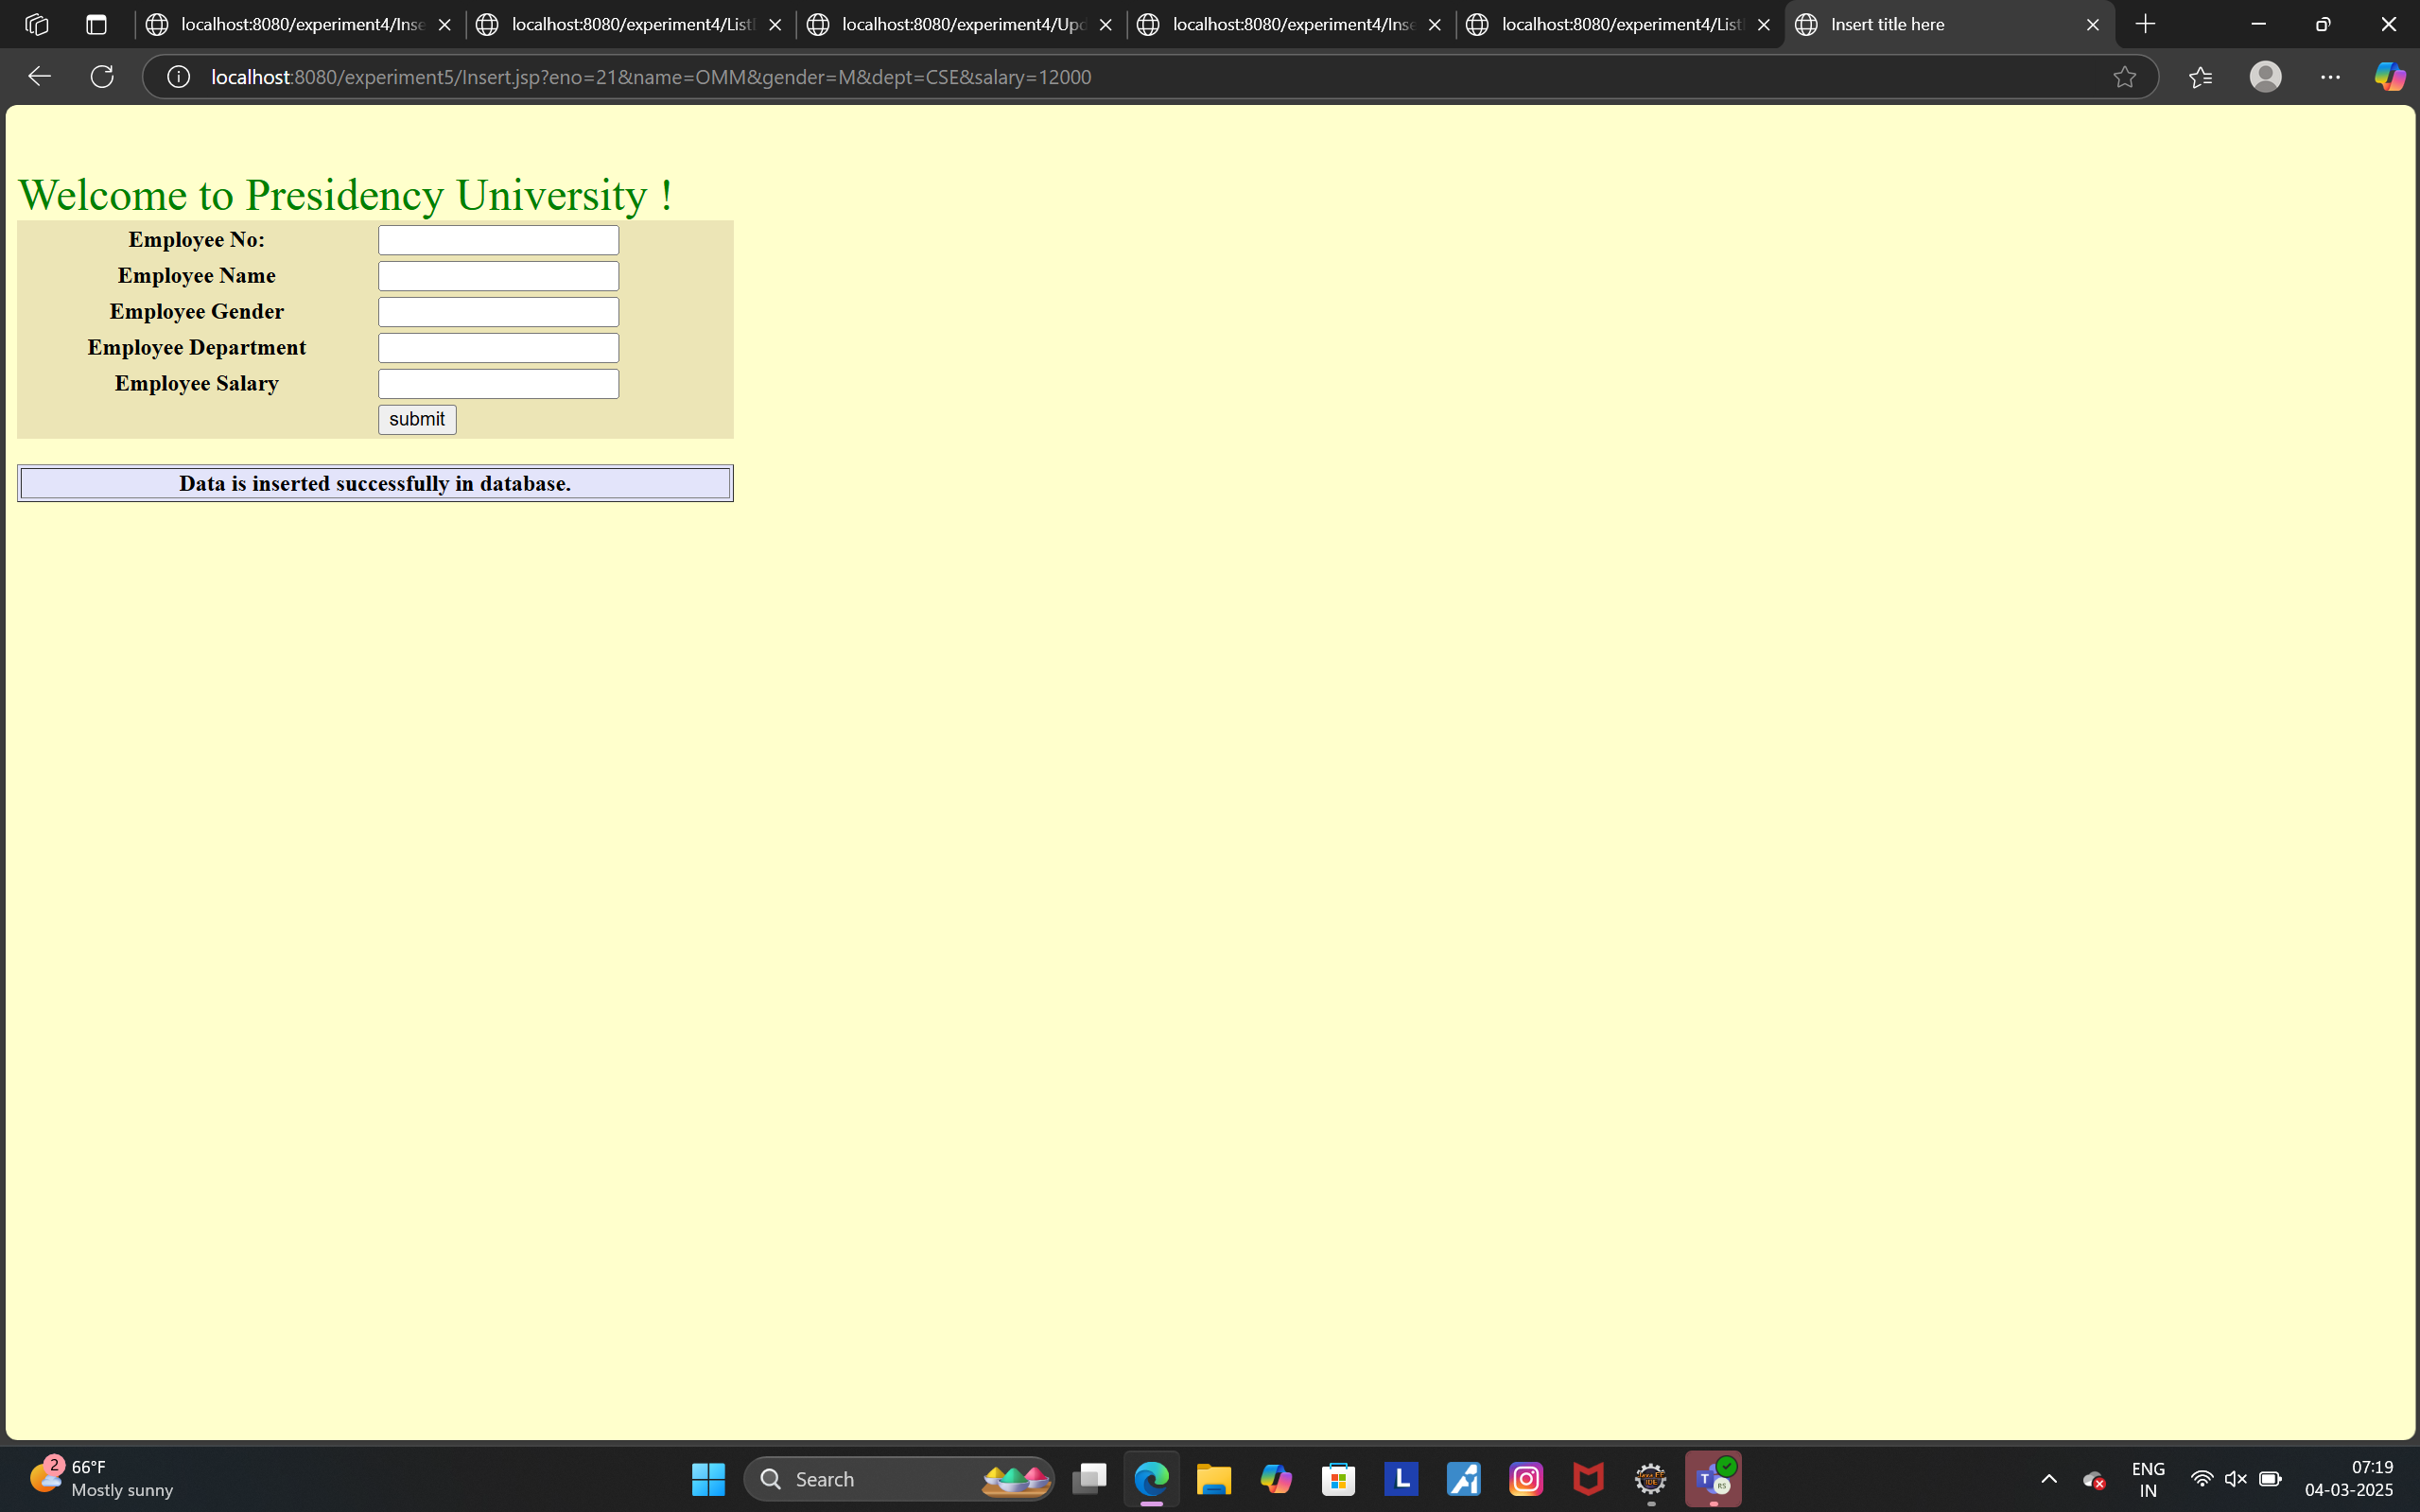 localhost:8080/experiment4/Inse
localhost:8080/experiment4/List
localhost:8080/experiment4/Upd
localhost:8080/experiment4/Inse
localhost:8080/experiment4/List
Insert title here
localhost:8080/experiment5/Insert.jsp?eno=21&name=OMM&gender=M&dept=CSE&salary=12000
Welcome to Presidency University !
Employee No:
Employee Name
Employee Gender
Employee Department
Employee Salary
submit
Data is inserted successfully in database.
2
66°F
Mostly sunny
Search
L
T
RS
ENG
IN
07:19
04-03-2025